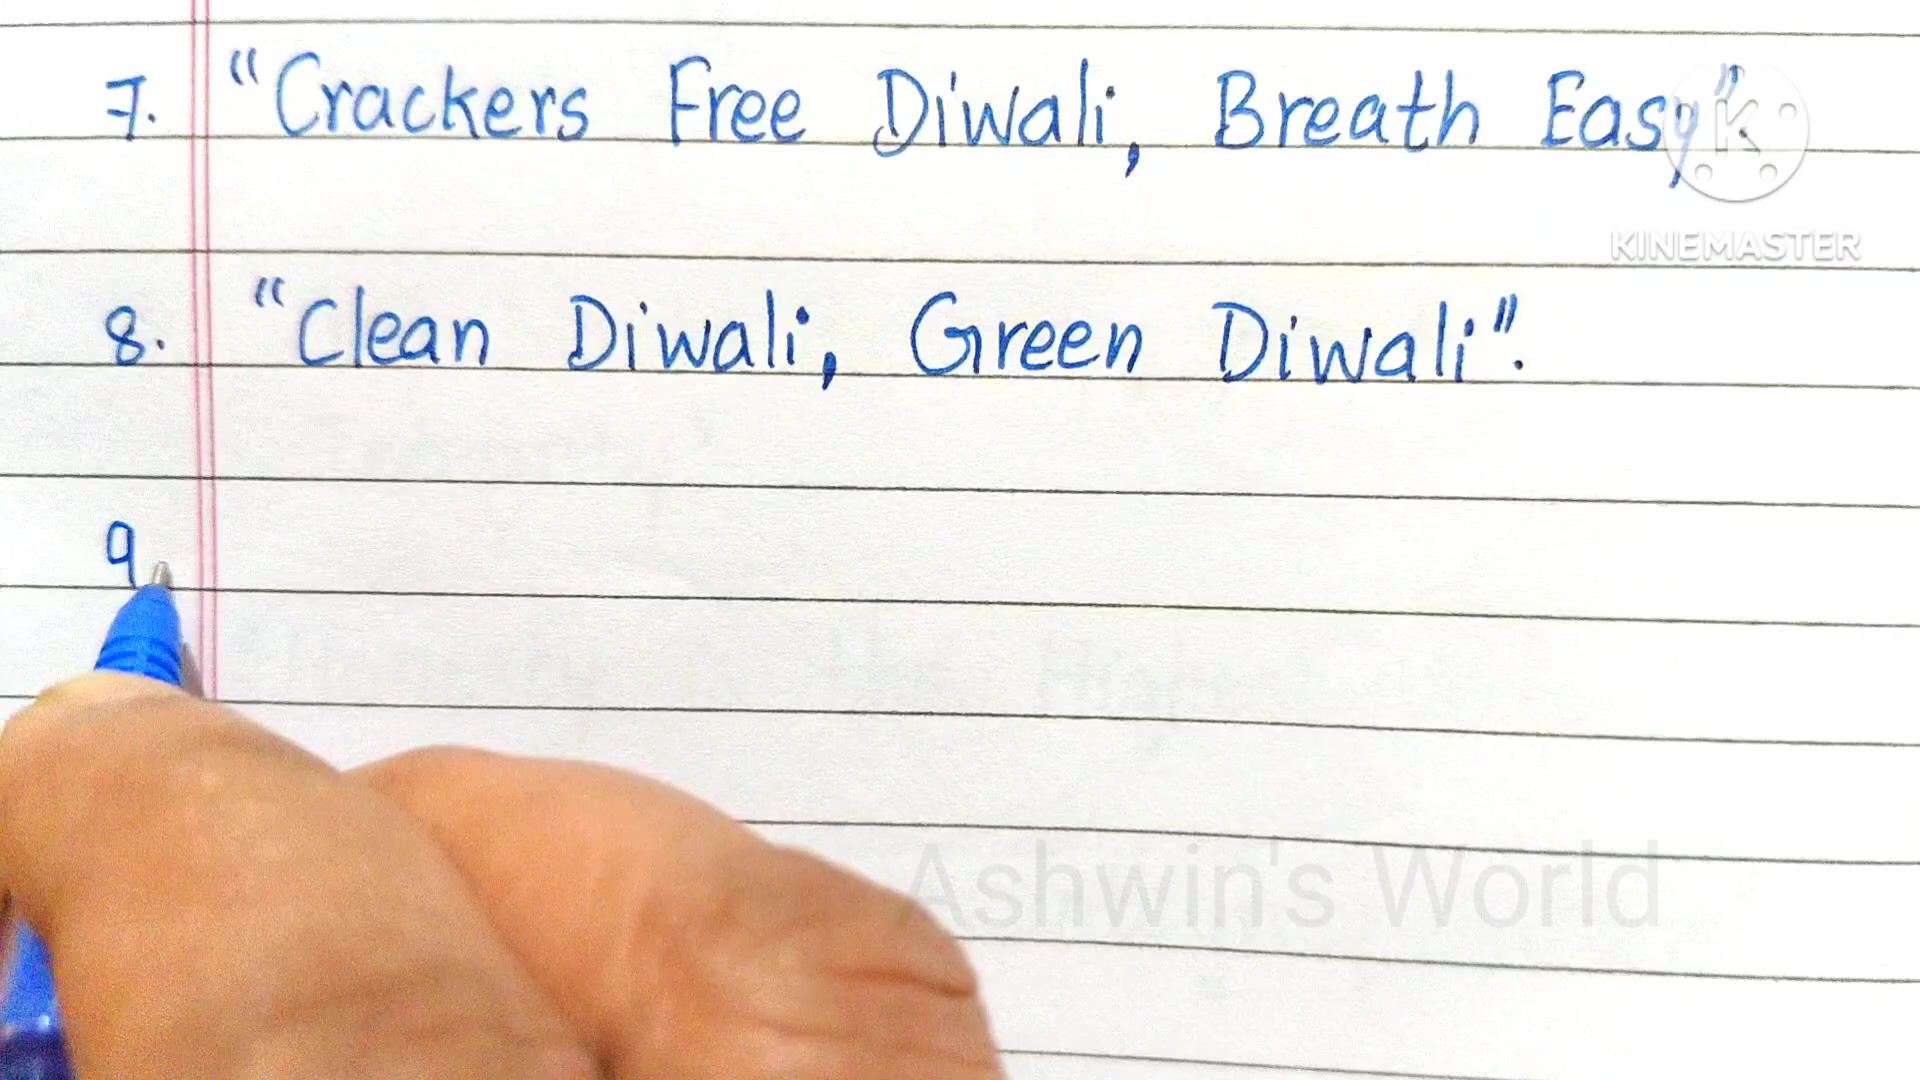 7. "Crackers Free Diwali, Breath Easy".
KINEMASTER
8. "Clean Diwali, Green Diwali".
9
Ashwin's World